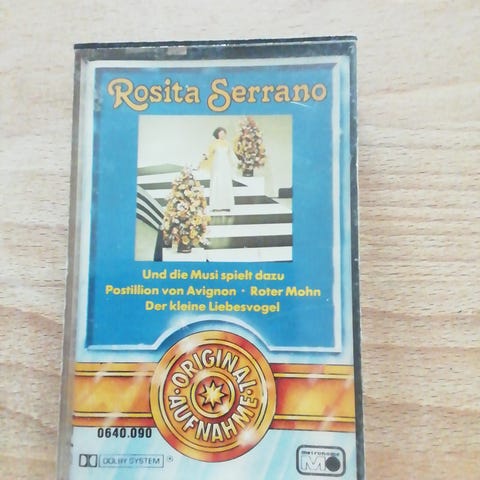 Rosita Serrano
Und die Musi spielt dazu
Postillion von Avignon · Roter Mohn
Der kleine Liebesvogel
·ORIGINAL·
AUFNAHME
0640.090
DOLBY SYSTEM ®
metronome